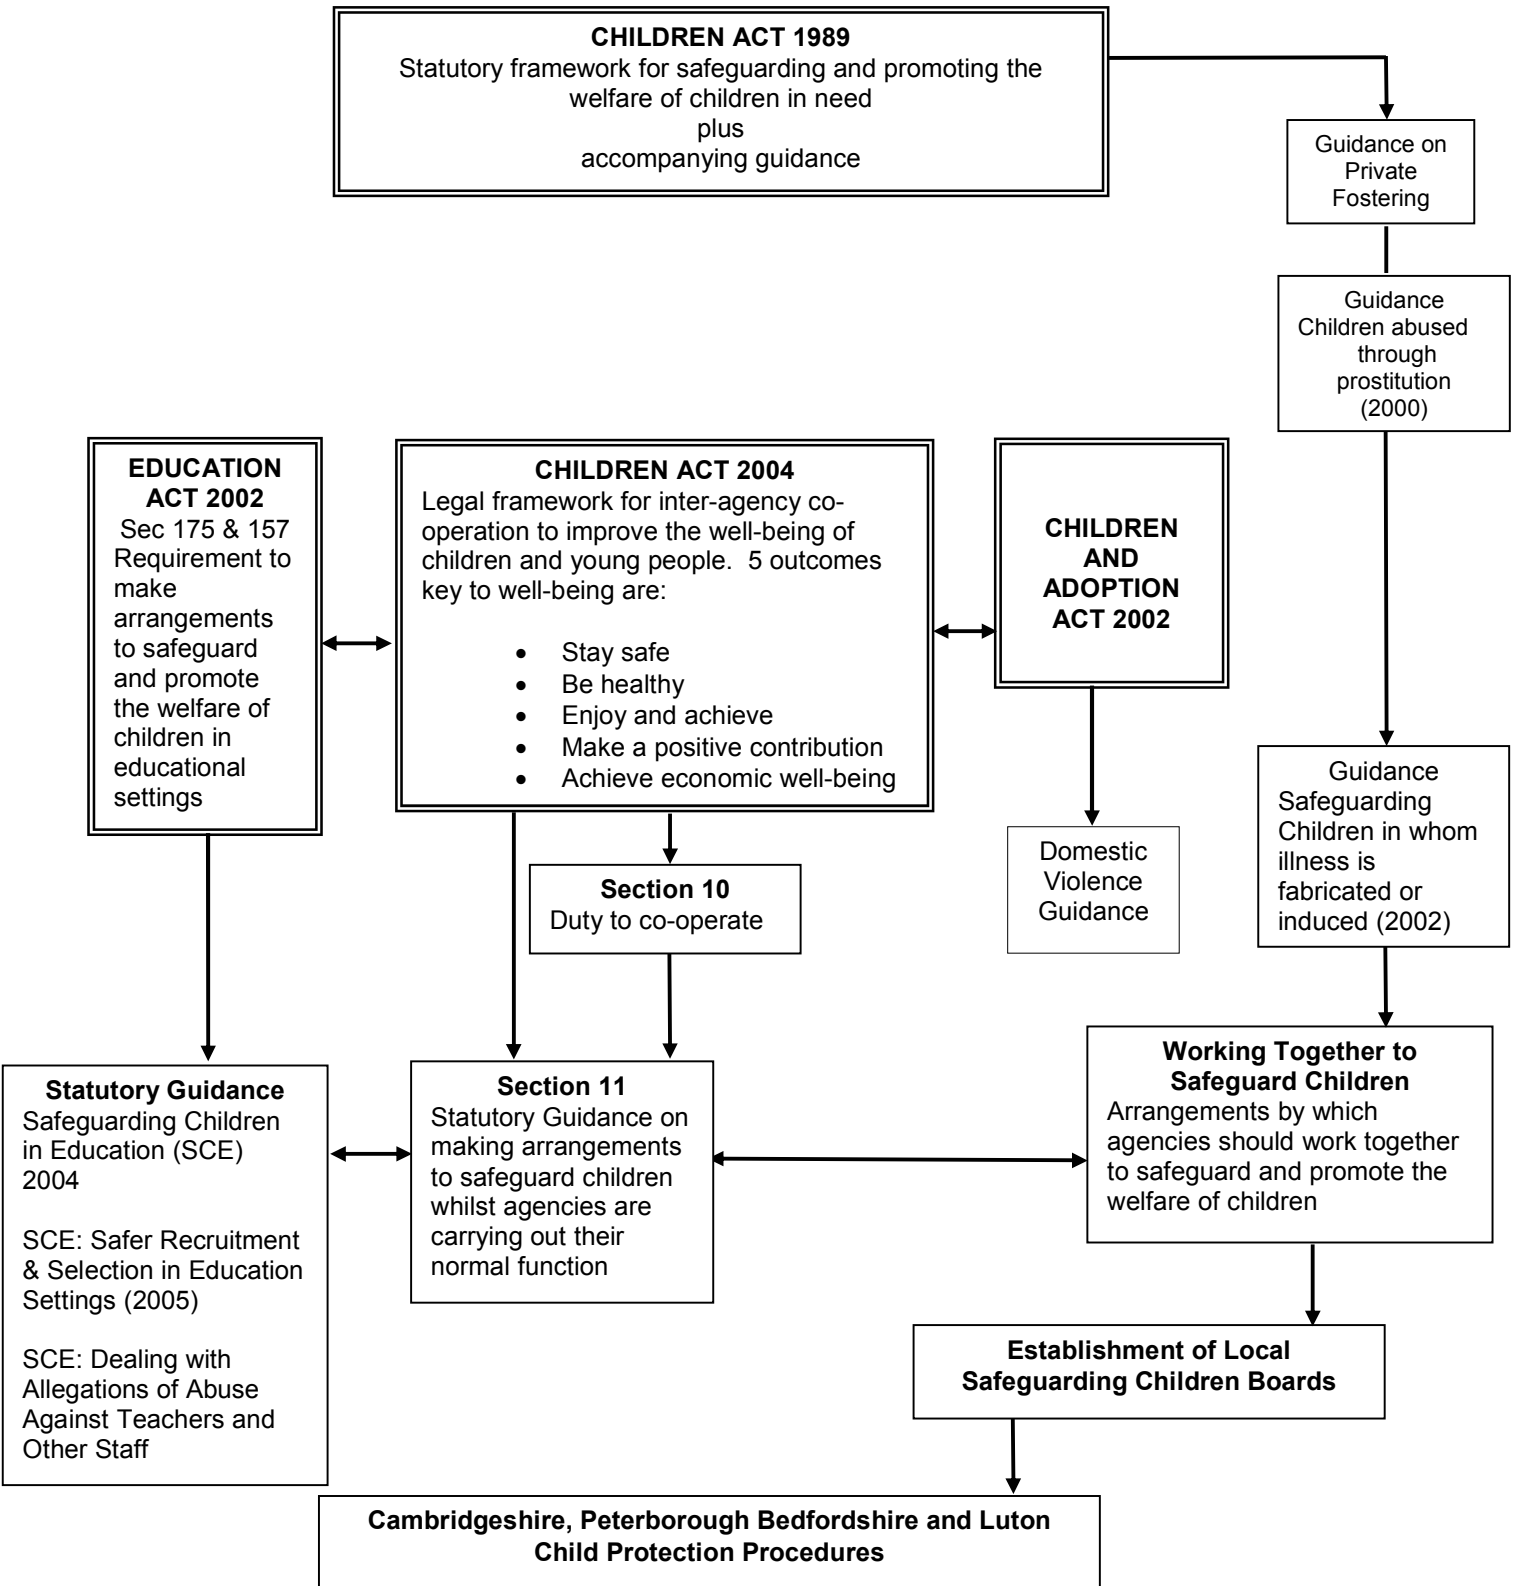 CHILDREN ACT 1989
Statutory framework for safeguarding and promoting the
welfare of children in need
plus
accompanying guidance
Guidance on
Private
Fostering
Guidance
Children abused
through
prostitution
(2000)
EDUCATION
ACT 2002
Sec 175 & 157
Requirement to
make
arrangements
to safeguard
and promote
the welfare of
children in
educational
settings
CHILDREN ACT 2004
Legal framework for inter-agency co-
operation to improve the well-being of
children and young people.  5 outcomes
key to well-being are:
• Stay safe
• Be healthy
• Enjoy and achieve
• Make a positive contribution
• Achieve economic well-being
CHILDREN
AND
ADOPTION
ACT 2002
Guidance
Safeguarding
Children in whom
illness is
fabricated or
induced (2002)
Domestic
Violence
Guidance
Section 10
Duty to co-operate
Statutory Guidance
Safeguarding Children
in Education (SCE)
2004
SCE: Safer Recruitment
& Selection in Education
Settings (2005)
SCE: Dealing with
Allegations of Abuse
Against Teachers and
Other Staff
Section 11
Statutory Guidance on
making arrangements
to safeguard children
whilst agencies are
carrying out their
normal function
Working Together to
Safeguard Children
Arrangements by which
agencies should work together
to safeguard and promote the
welfare of children
Establishment of Local
Safeguarding Children Boards
Cambridgeshire, Peterborough Bedfordshire and Luton
Child Protection Procedures